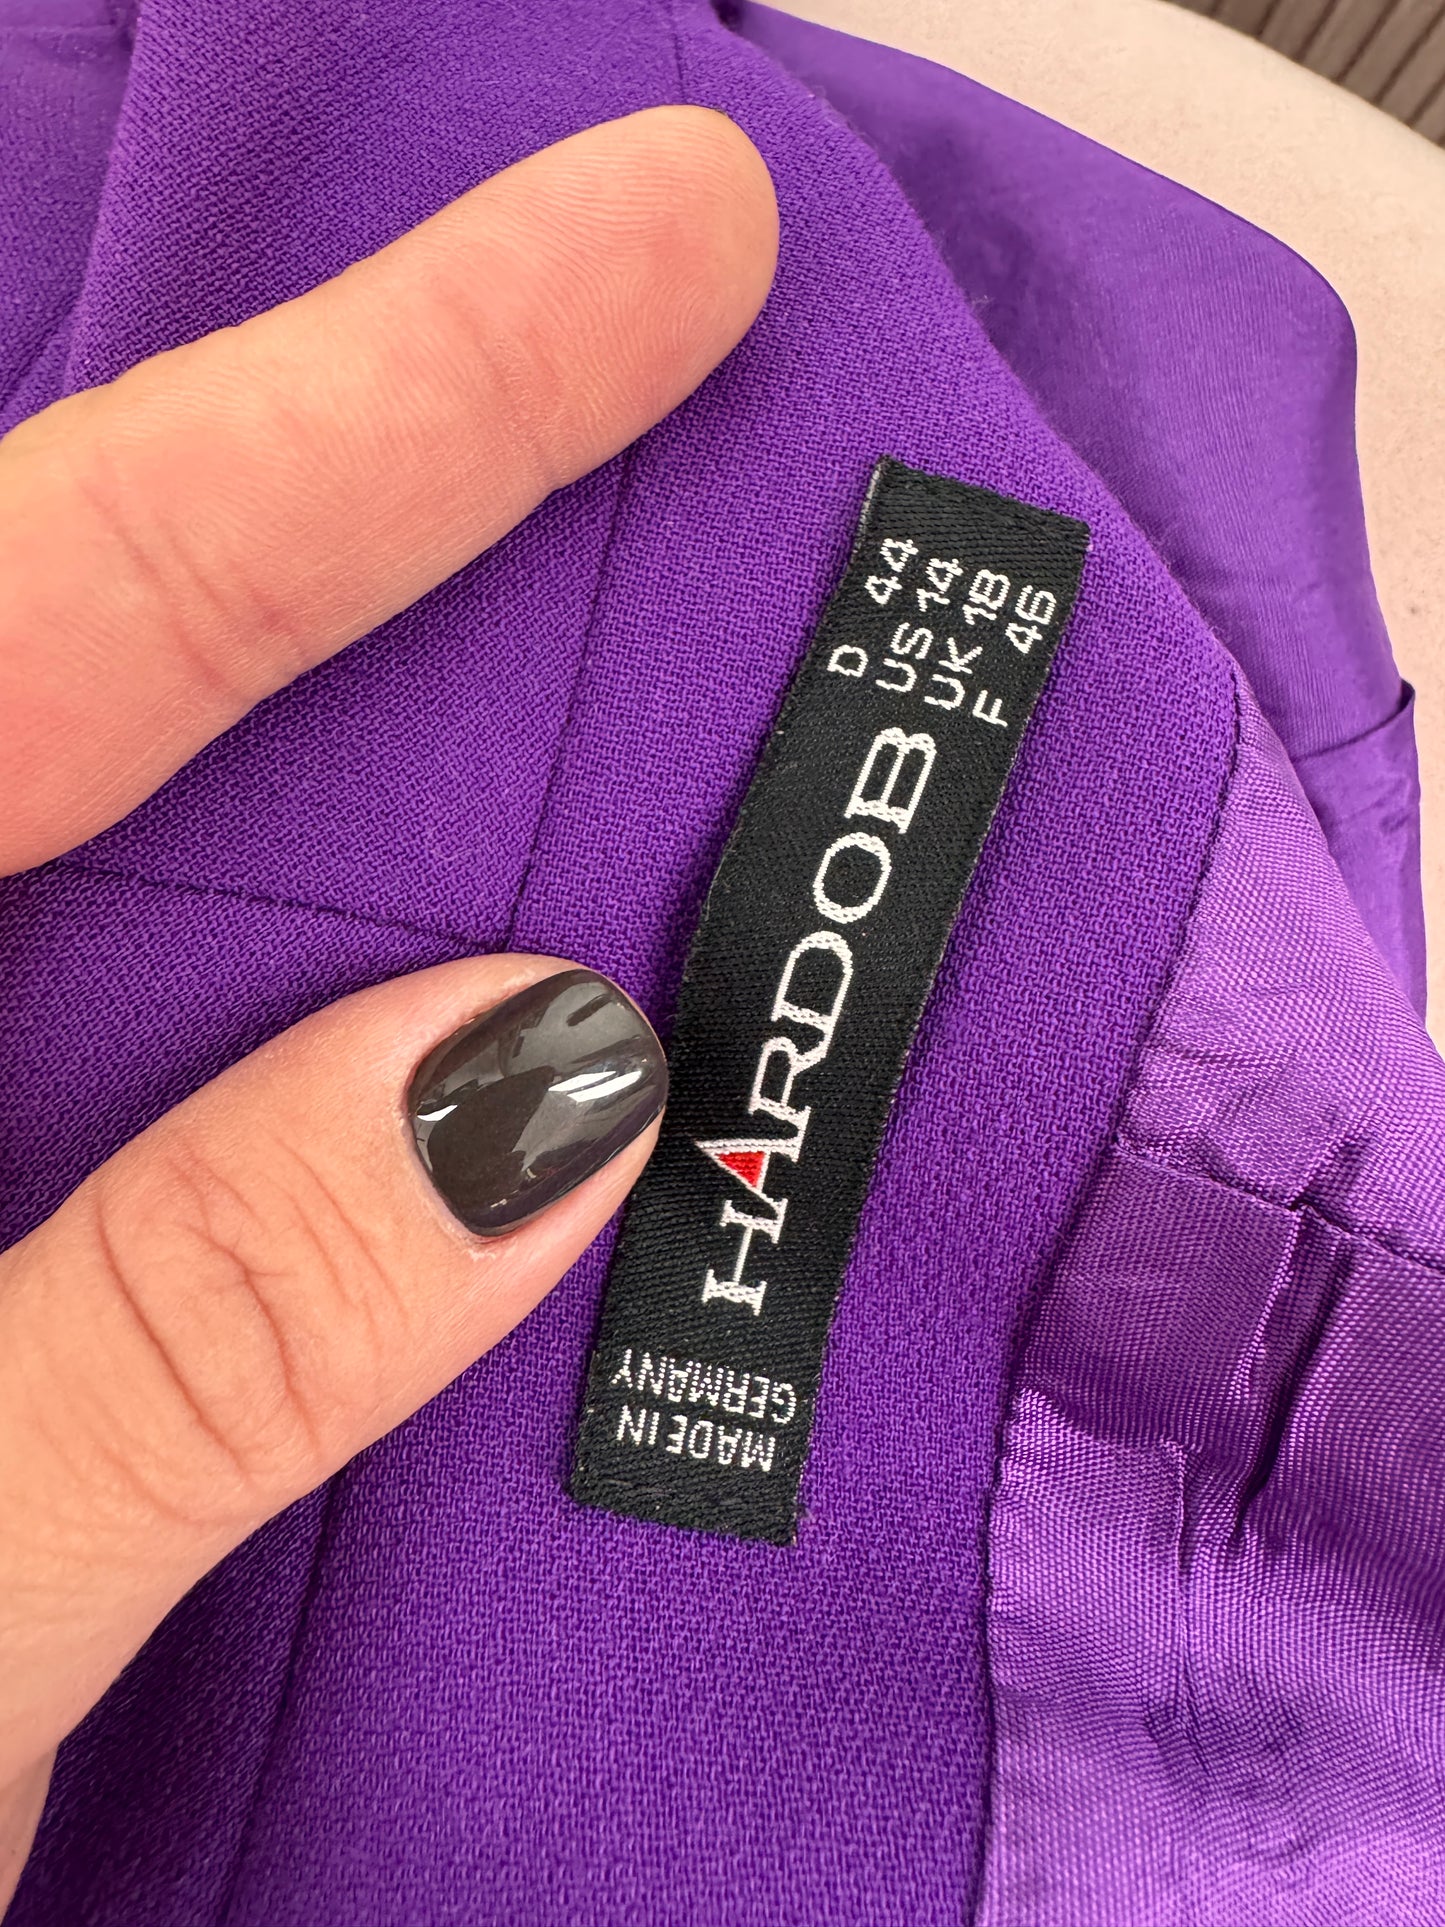 MADE IN
GERMANY
HARDOB
D 44
US 14
UK 18
F 46